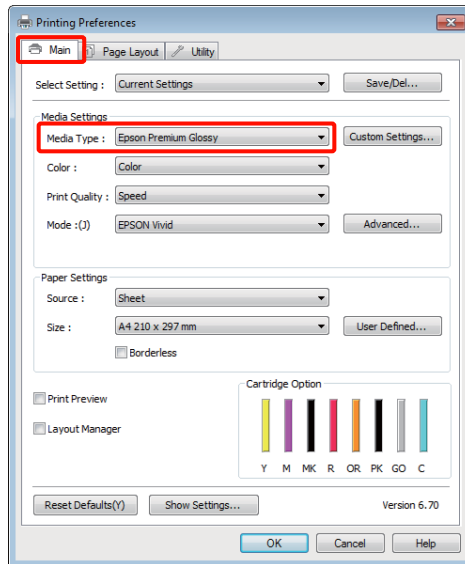 Printing Preferences
Main Page Layout Utility
Select Setting : Current Settings Save/Del...
Media Settings
Media Type : Epson Premium Glossy Custom Settings...
Color : Color
Print Quality : Speed
Mode :(J) EPSON Vivid Advanced...
Paper Settings
Source : Sheet
Size : A4 210 x 297 mm User Defined...
Borderless
Cartridge Option
Print Preview
Layout Manager
Y M MK R OR PK GO C
Reset Defaults(Y) Show Settings... Version 6.70
OK Cancel Help